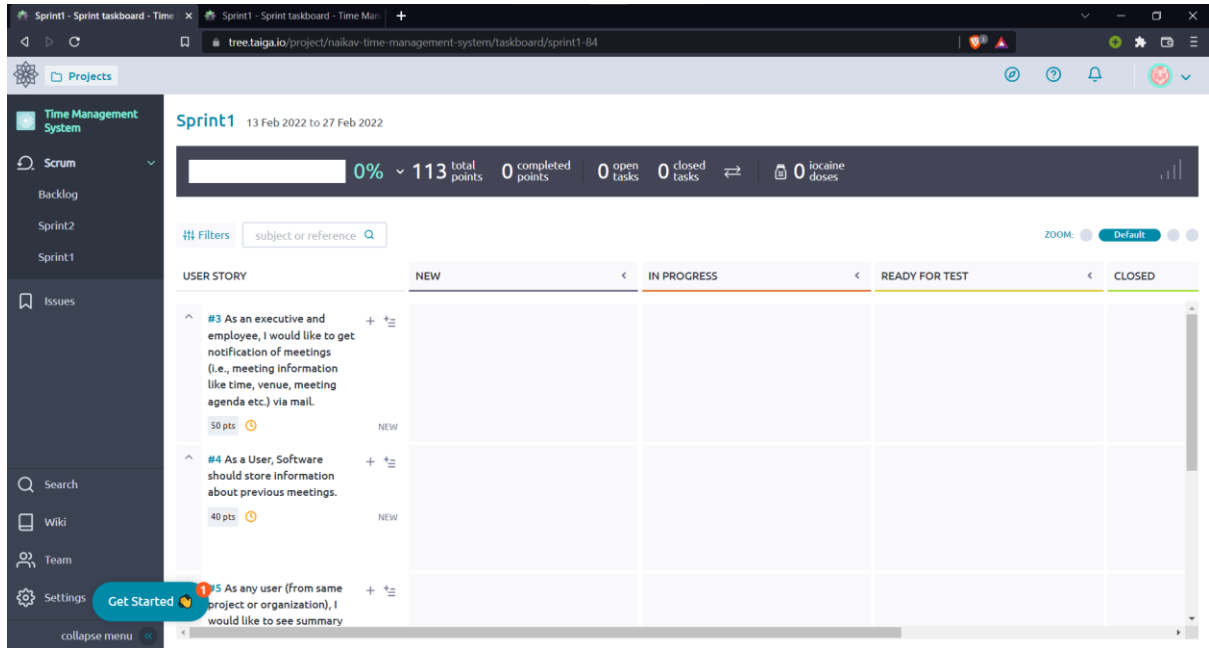 Sprint1 - Sprint taskboard - Time
Sprint1 - Sprint taskboard - Time Man
tree.taiga.io/project/naikav-time-management-system/taskboard/sprint1-84
Projects
Time Management
System
Sprint1 13 Feb 2022 to 27 Feb 2022
Scrum
Backlog
Sprint2
Sprint1
Issues
Search
Wiki
Team
Settings
Get Started 1
collapse menu
0% 113 total points 0 completed points 0 open tasks 0 closed tasks 0 iocaine doses
Filters subject or reference ZOOM: Default
USER STORY NEW IN PROGRESS READY FOR TEST CLOSED
#3 As an executive and
employee, I would like to get
notification of meetings
(i.e., meeting information
like time, venue, meeting
agenda etc.) via mail.
50 pts NEW
#4 As a User, Software
should store information
about previous meetings.
40 pts NEW
#5 As any user (from same
project or organization), I
would like to see summary